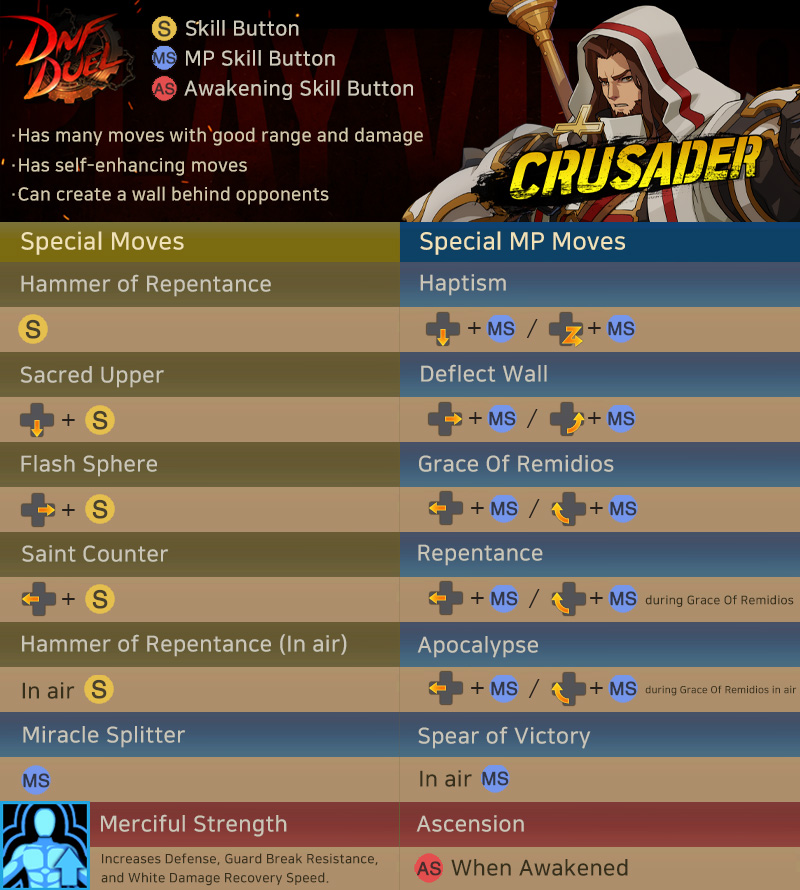 DNF
DUEL
S Skill Button
MS MP Skill Button
AS Awakening Skill Button
·Has many moves with good range and damage
·Has self-enhancing moves
·Can create a wall behind opponents
CRUSADER
Special Moves
Special MP Moves
Hammer of Repentance
Haptism
S
+ MS / + MS
Sacred Upper
Deflect Wall
+ S
+ MS / + MS
Flash Sphere
Grace Of Remidios
+ S
+ MS / + MS
Saint Counter
Repentance
+ S
+ MS / + MS during Grace Of Remidios
Hammer of Repentance (In air)
Apocalypse
In air S
+ MS / + MS during Grace Of Remidios in air
Miracle Splitter
Spear of Victory
MS
In air MS
Merciful Strength
Ascension
Increases Defense, Guard Break Resistance,
and White Damage Recovery Speed.
AS When Awakened